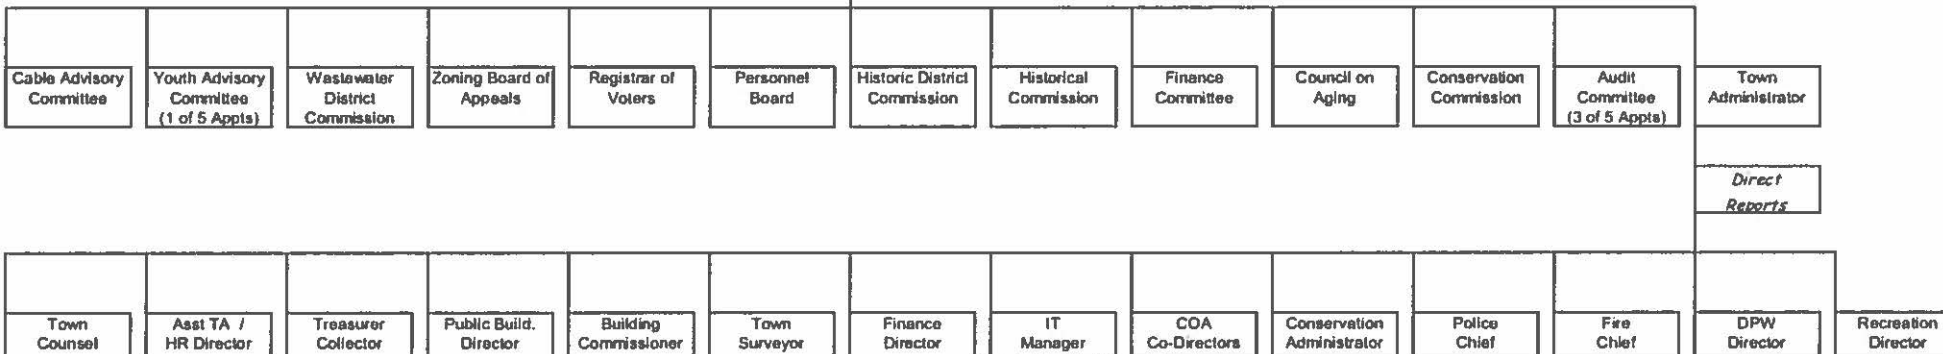 Cable Advisory
Committee
Youth Advisory
Committee
(1 of 5 Appts)
Wastewater
District
Commission
Zoning Board of
Appeals
Registrar of
Voters
Personnel
Board
Historic District
Commission
Historical
Commission
Finance
Committee
Council on
Aging
Conservation
Commission
Audit
Committee
(3 of 5 Appts)
Town
Administrator
Direct
Reports
Town
Counsel
Asst TA /
HR Director
Treasurer
Collector
Public Build.
Director
Building
Commissioner
Town
Surveyor
Finance
Director
IT
Manager
COA
Co-Directors
Conservation
Administrator
Police
Chief
Fire
Chief
DPW
Director
Recreation
Director